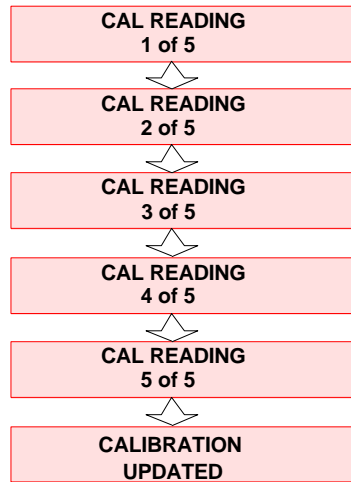 CAL READING
1 of 5
CAL READING
2 of 5
CAL READING
3 of 5
CAL READING
4 of 5
CAL READING
5 of 5
CALIBRATION
UPDATED